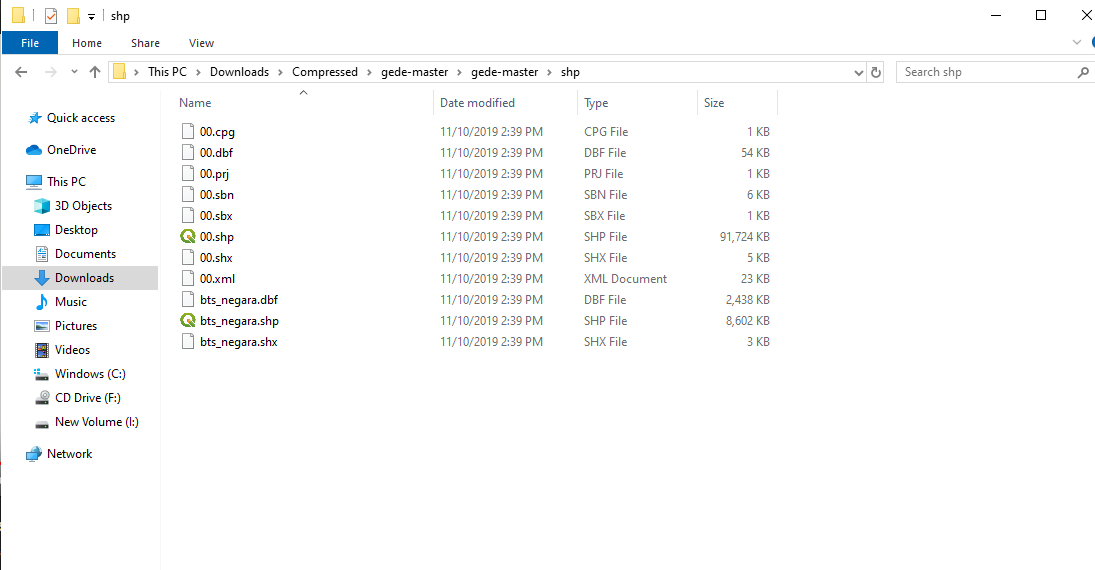 shp
File Home Share View
This PC Downloads Compressed gede-master gede-master shp Search shp
Name Date modified Type Size
Quick access
OneDrive
This PC
3D Objects
Desktop
Documents
Downloads
Music
Pictures
Videos
Windows (C:)
CD Drive (F:)
New Volume (I:)
Network
00.cpg 11/10/2019 2:39 PM CPG File 1 KB
00.dbf 11/10/2019 2:39 PM DBF File 54 KB
00.prj 11/10/2019 2:39 PM PRJ File 1 KB
00.sbn 11/10/2019 2:39 PM SBN File 6 KB
00.sbx 11/10/2019 2:39 PM SBX File 1 KB
00.shp 11/10/2019 2:39 PM SHP File 91,724 KB
00.shx 11/10/2019 2:39 PM SHX File 5 KB
00.xml 11/10/2019 2:39 PM XML Document 23 KB
bts_negara.dbf 11/10/2019 2:39 PM DBF File 2,438 KB
bts_negara.shp 11/10/2019 2:39 PM SHP File 8,602 KB
bts_negara.shx 11/10/2019 2:39 PM SHX File 3 KB